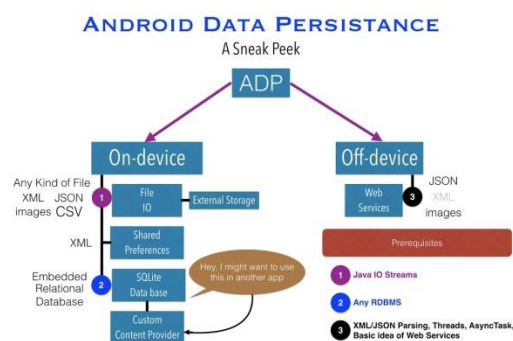 ANDROID DATA PERSISTANCE
A Sneak Peek
ADP
On-device
Off-device
Any Kind of File
XML JSON
images CSV
1
File
IO
External Storage
XML
Shared
Preferences
Embedded
Relational
Database
2
SQLite
Data base
Hey, I might want to use
this in another app
Custom
Content Provider
Web
Services
3
JSON
XML
images
Prerequisites
1 Java IO Streams
2 Any RDBMS
3 XML/JSON Parsing, Threads, AsyncTask,
Basic idea of Web Services